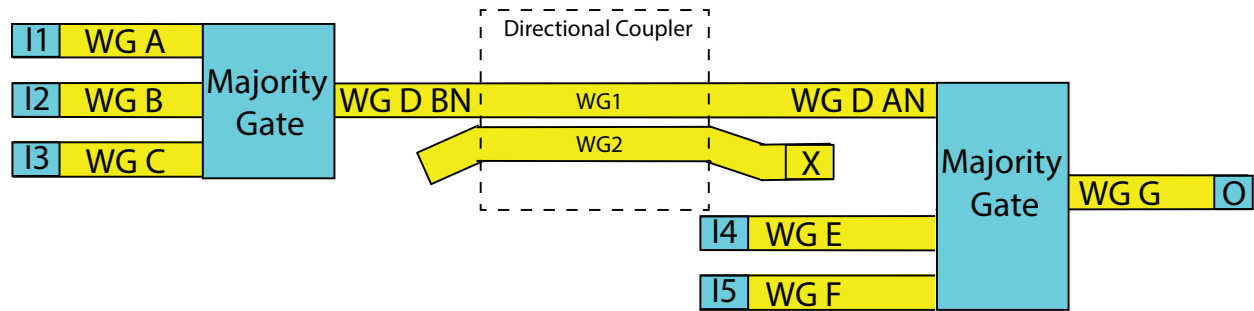 I1 WG A
I2 WG B
I3 WG C
Majority
Gate
WG D BN
Directional Coupler
WG1
WG2
X
WG D AN
I4 WG E
I5 WG F
Majority
Gate
WG G O